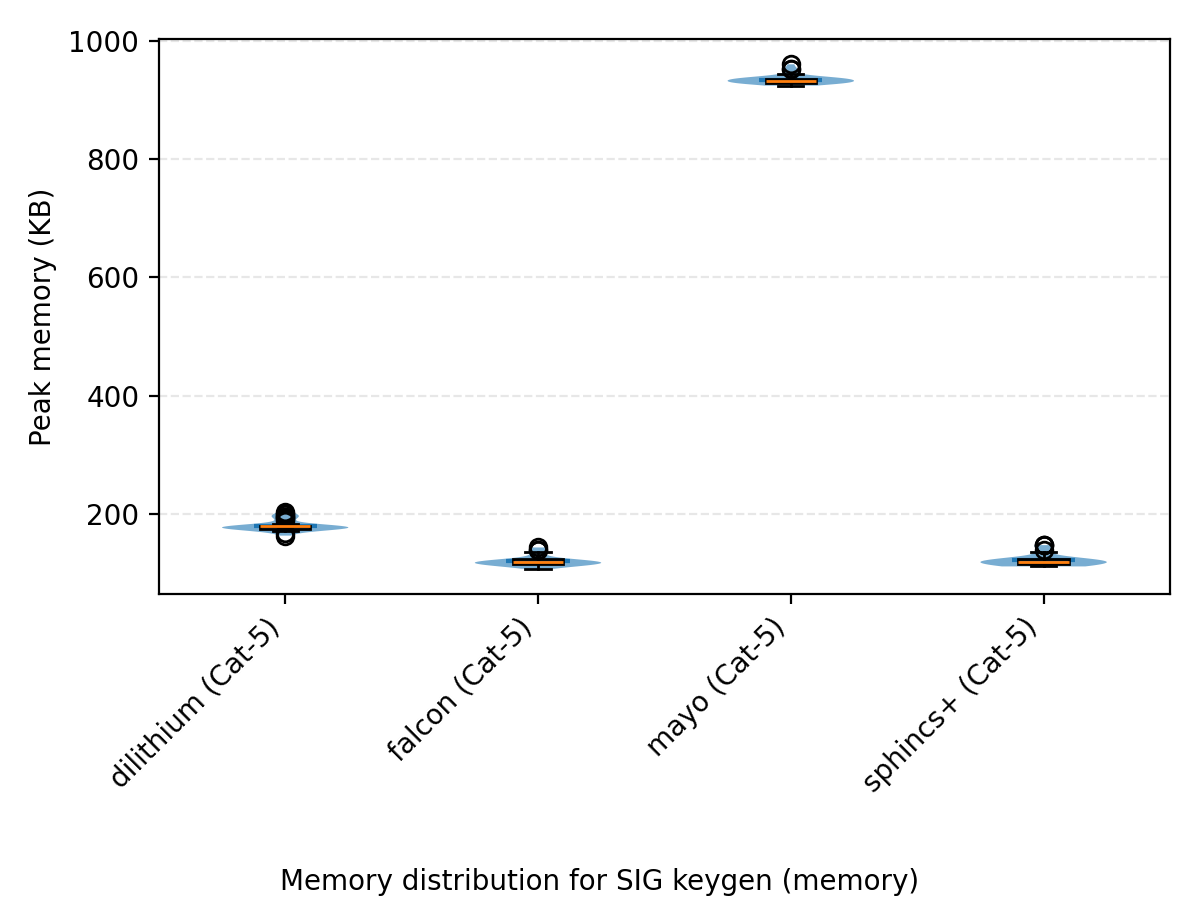 1000
800
600
400
200
Peak memory (KB)
dilithium (Cat-5)
falcon (Cat-5)
mayo (Cat-5)
sphincs+ (Cat-5)
Memory distribution for SIG keygen (memory)